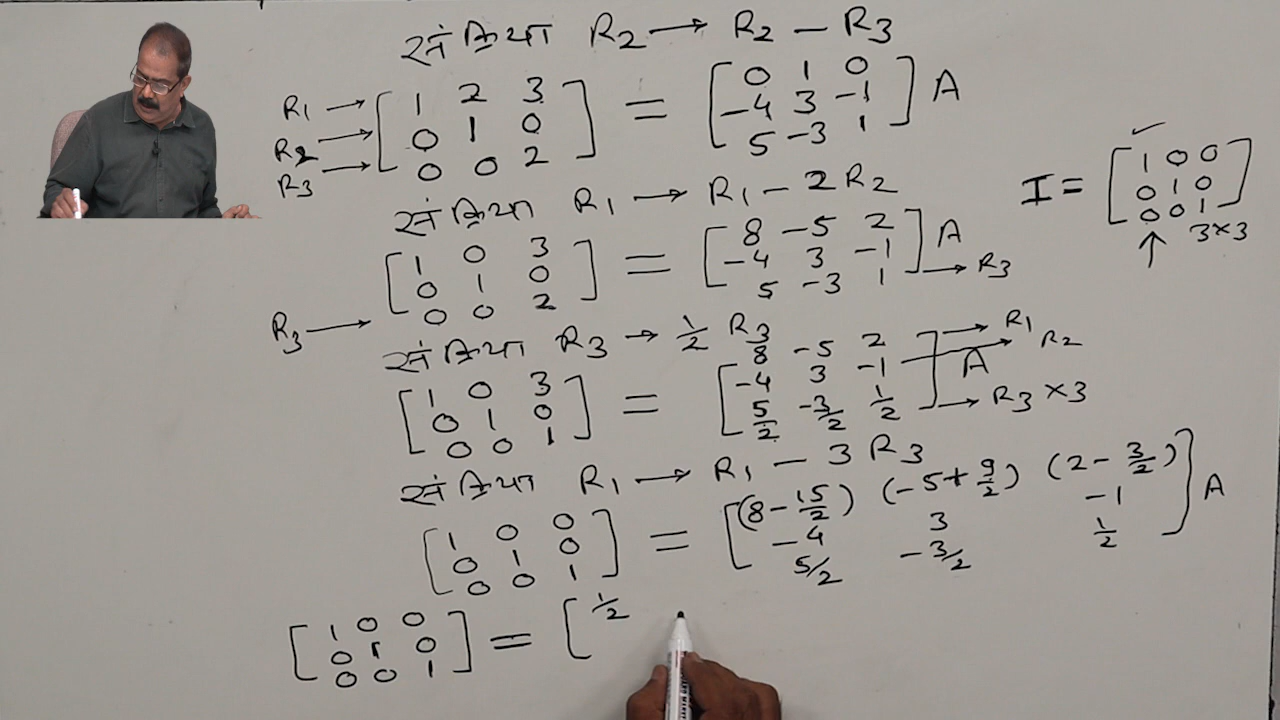 संक्रिया R2 → R2 − R3
R1 → [ 1 2 3 ] = [ 0 1 0 ] A
R2 → [ 0 1 0 ] [ −4 3 −1 ]
R3 → [ 0 0 2 ] [ 5 −3 1 ]
संक्रिया R1 → R1 − 2R2
[ 1 0 3 ] = [ 8 −5 2 ] A
[ 0 1 0 ] [ −4 3 −1 ]
[ 0 0 2 ] [ 5 −3 1 ] → R3
R3 →
I = [ 1 0 0 ] ✓
[ 0 1 0 ]
[ 0 0 1 ] 3×3
↑
संक्रिया R3 → 1/2 R3
[ 1 0 3 ] = [ 8 −5 2 ] A → R1
[ 0 1 0 ] [ −4 3 −1 ] → R2
[ 0 0 1 ] [ 5/2 −3/2 1/2 ] → R3 ×3
संक्रिया R1 → R1 − 3 R3
[ 1 0 0 ] = [ (8 − 15/2) (−5 + 9/2) (2 − 3/2) ] A
[ 0 1 0 ] [ −4 3 −1 ]
[ 0 0 1 ] [ 5/2 −3/2 1/2 ]
[ 1 0 0 ] = [ 1/2
[ 0 1 0 ]
[ 0 0 1 ]